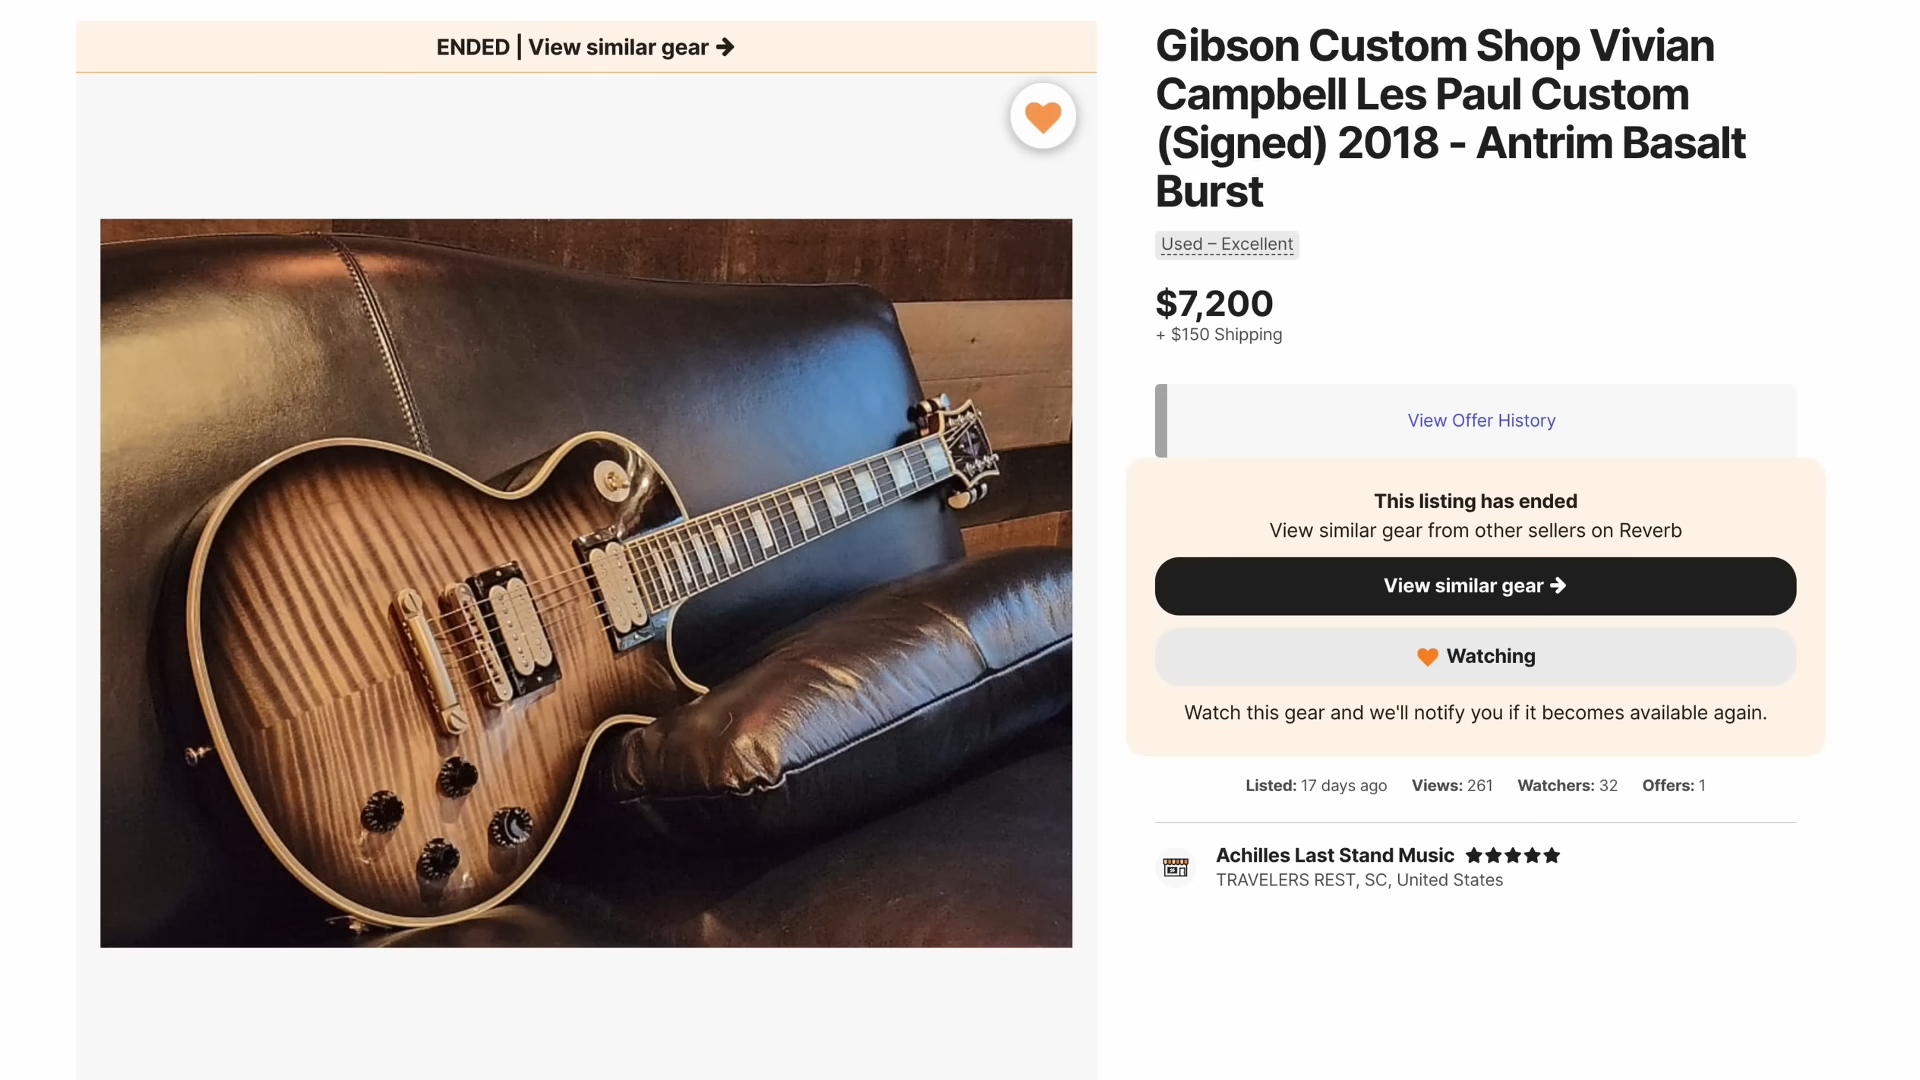 ENDED | View similar gear →
Gibson Custom Shop Vivian
Campbell Les Paul Custom
(Signed) 2018 - Antrim Basalt
Burst
Used – Excellent
$7,200
+ $150 Shipping
View Offer History
This listing has ended
View similar gear from other sellers on Reverb
View similar gear →
Watching
Watch this gear and we'll notify you if it becomes available again.
Listed: 17 days ago Views: 261 Watchers: 32 Offers: 1
Achilles Last Stand Music ★★★★★
TRAVELERS REST, SC, United States